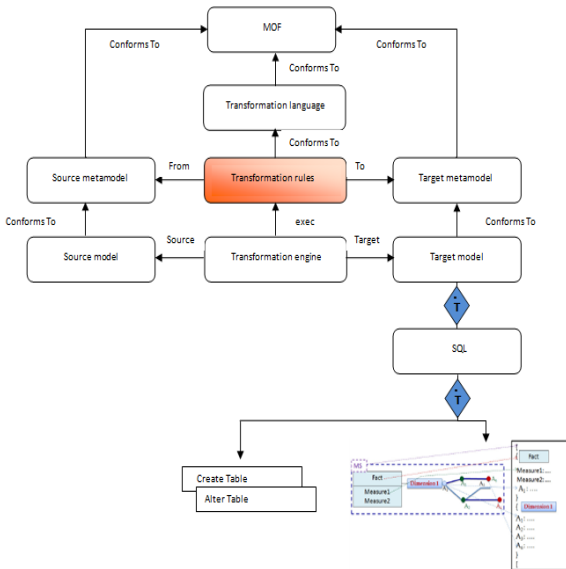 MOF
Conforms To
Conforms To
Conforms To
Transformation language
Conforms To
Source metamodel
From
Transformation rules
To
Target metamodel
Conforms To
exec
Conforms To
Source model
Source
Transformation engine
Target
Target model
T
SQL
T
Create Table
Alter Table
MS
Fact
Measure1
Measure2
Dimension 1
{
Fact
Measure1: ...
Measure2: ...
A₁: ....
}
{ Dimension 1
}